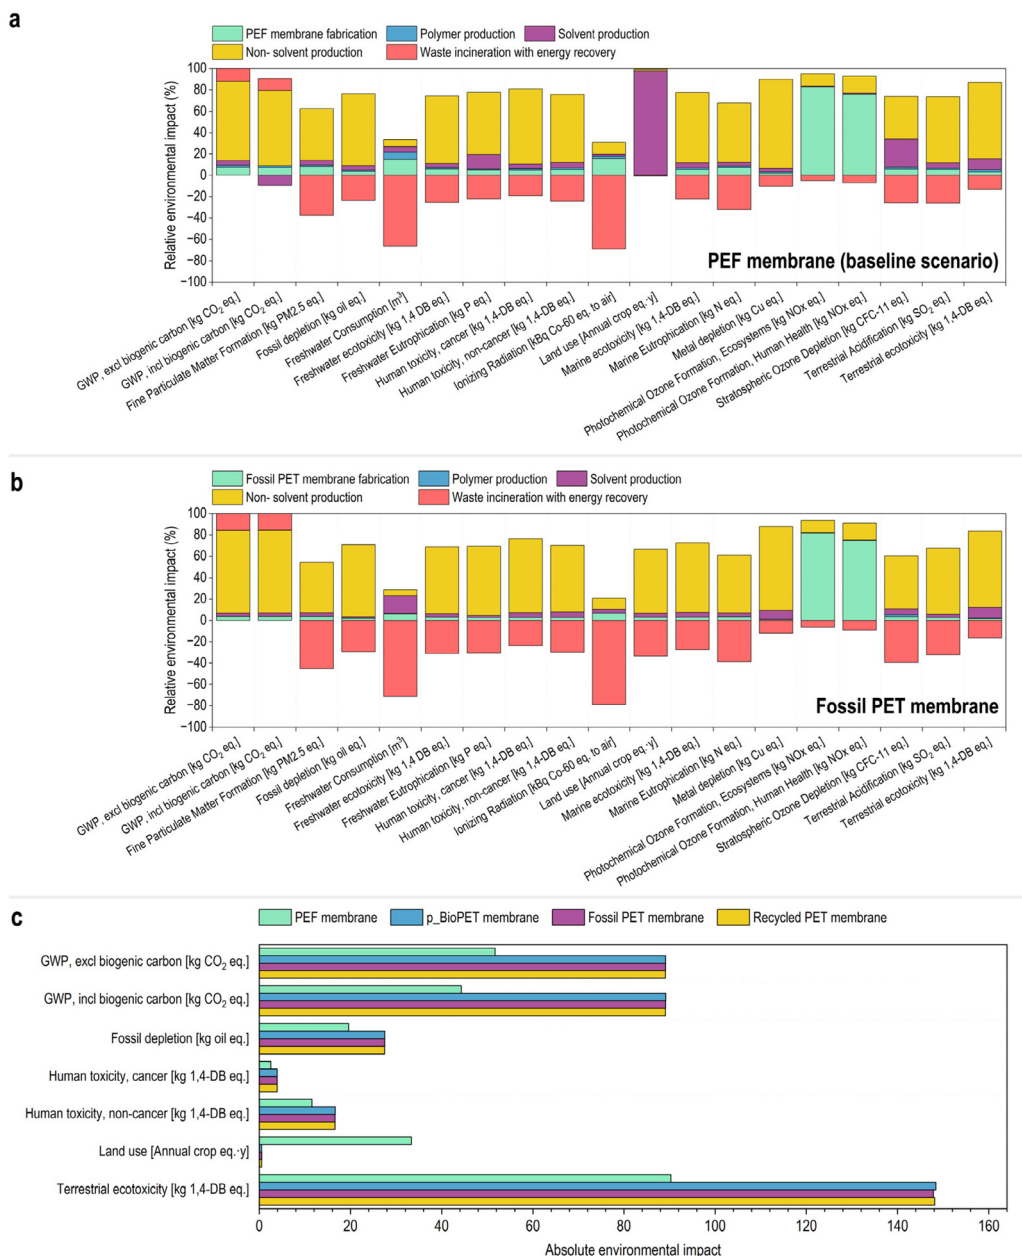 a
PEF membrane fabrication
Polymer production
Solvent production
Non- solvent production
Waste incineration with energy recovery
Relative environmental impact (%)
100
80
60
40
20
0
−20
−40
−60
−80
−100
PEF membrane (baseline scenario)
GWP, excl biogenic carbon [kg CO₂ eq.]
GWP, incl biogenic carbon [kg CO₂ eq.]
Fine Particulate Matter Formation [kg PM2.5 eq.]
Fossil depletion [kg oil eq.]
Freshwater Consumption [m³]
Freshwater ecotoxicity [kg 1,4-DB eq.]
Freshwater Eutrophication [kg P eq.]
Human toxicity, cancer [kg 1,4-DB eq.]
Human toxicity, non-cancer [kg 1,4-DB eq.]
Ionizing Radiation [kBq Co-60 eq. to air]
Land use [Annual crop eq.·y]
Marine ecotoxicity [kg 1,4-DB eq.]
Marine Eutrophication [kg N eq.]
Metal depletion [kg Cu eq.]
Photochemical Ozone Formation, Ecosystems [kg NOx eq.]
Photochemical Ozone Formation, Human Health [kg NOx eq.]
Stratospheric Ozone Depletion [kg CFC-11 eq.]
Terrestrial Acidification [kg SO₂ eq.]
Terrestrial ecotoxicity [kg 1,4-DB eq.]
b
Fossil PET membrane fabrication
Polymer production
Solvent production
Non- solvent production
Waste incineration with energy recovery
Relative environmental impact (%)
100
80
60
40
20
0
−20
−40
−60
−80
−100
Fossil PET membrane
GWP, excl biogenic carbon [kg CO₂ eq.]
GWP, incl biogenic carbon [kg CO₂ eq.]
Fine Particulate Matter Formation [kg PM2.5 eq.]
Fossil depletion [kg oil eq.]
Freshwater Consumption [m³]
Freshwater ecotoxicity [kg 1,4-DB eq.]
Freshwater Eutrophication [kg P eq.]
Human toxicity, cancer [kg 1,4-DB eq.]
Human toxicity, non-cancer [kg 1,4-DB eq.]
Ionizing Radiation [kBq Co-60 eq. to air]
Land use [Annual crop eq.·y]
Marine ecotoxicity [kg 1,4-DB eq.]
Marine Eutrophication [kg N eq.]
Metal depletion [kg Cu eq.]
Photochemical Ozone Formation, Ecosystems [kg NOx eq.]
Photochemical Ozone Formation, Human Health [kg NOx eq.]
Stratospheric Ozone Depletion [kg CFC-11 eq.]
Terrestrial Acidification [kg SO₂ eq.]
Terrestrial ecotoxicity [kg 1,4-DB eq.]
c
PEF membrane
p_BioPET membrane
Fossil PET membrane
Recycled PET membrane
GWP, excl biogenic carbon [kg CO₂ eq.]
GWP, incl biogenic carbon [kg CO₂ eq.]
Fossil depletion [kg oil eq.]
Human toxicity, cancer [kg 1,4-DB eq.]
Human toxicity, non-cancer [kg 1,4-DB eq.]
Land use [Annual crop eq.·y]
Terrestrial ecotoxicity [kg 1,4-DB eq.]
0
20
40
60
80
100
120
140
160
Absolute environmental impact